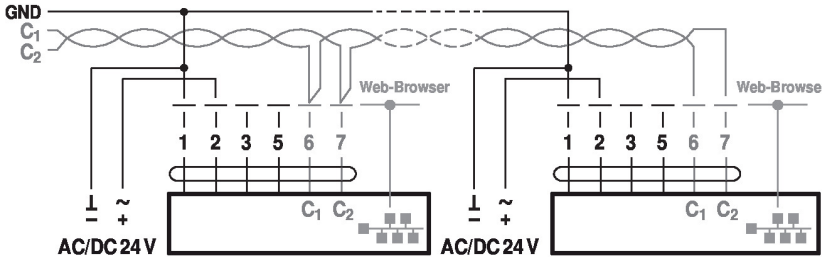 GND
C1
C2
Web-Browser Web-Browse
1 2 3 5 6 7 1 2 3 5 6 7
⊥ ~ C1 C2 ⊥ ~ C1 C2
– + – +
AC/DC 24 V AC/DC 24 V